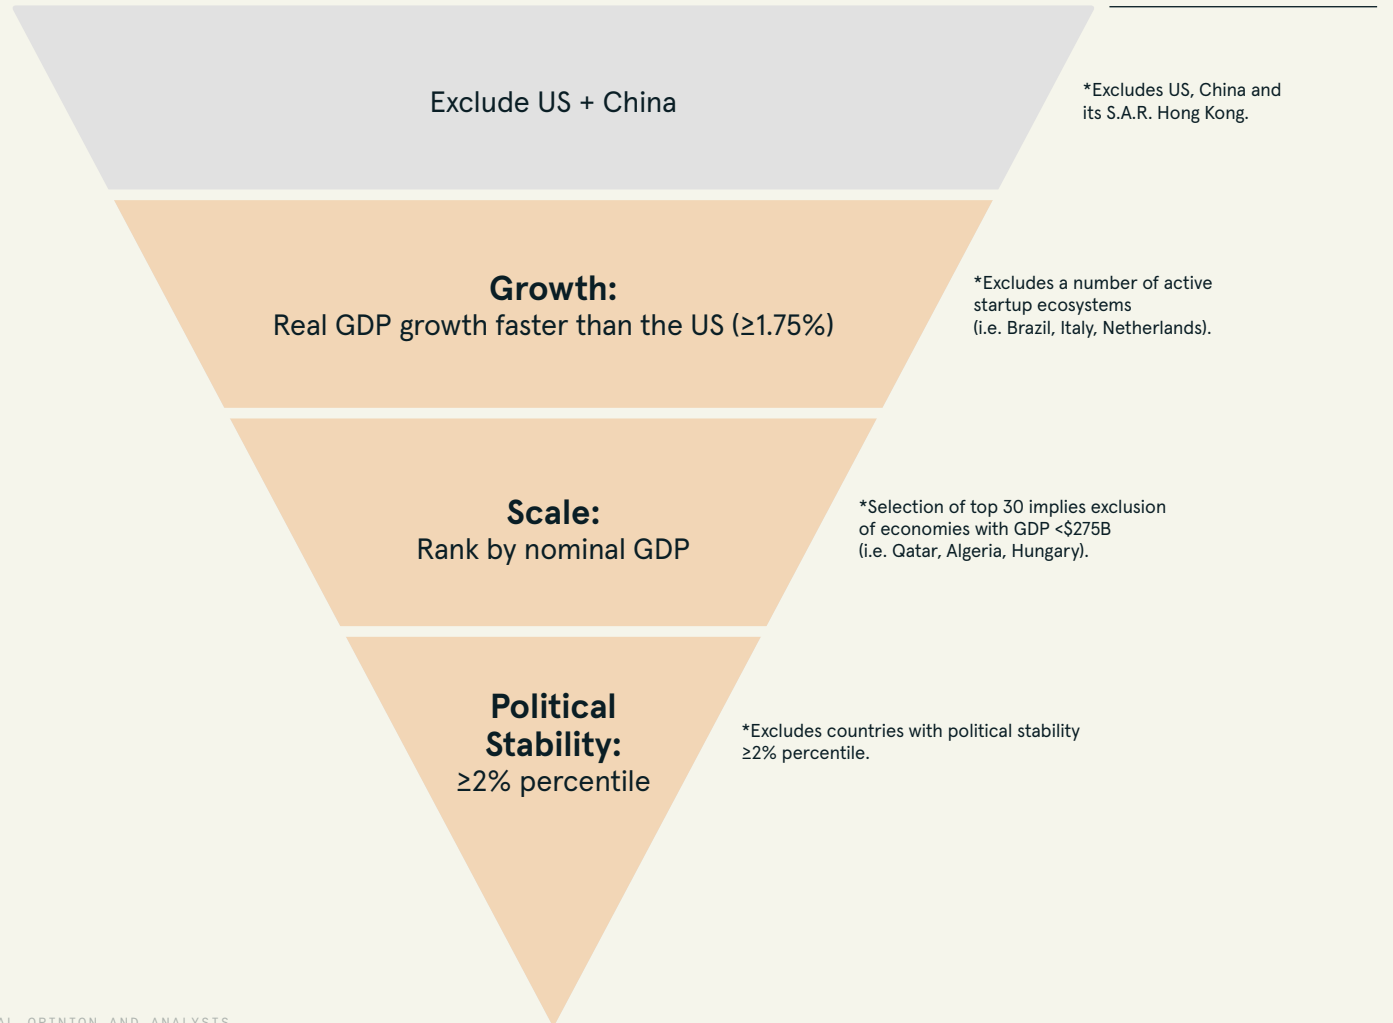 Exclude US + China
*Excludes US, China and
its S.A.R. Hong Kong.
Growth:
Real GDP growth faster than the US (≥1.75%)
*Excludes a number of active
startup ecosystems
(i.e. Brazil, Italy, Netherlands).
Scale:
Rank by nominal GDP
*Selection of top 30 implies exclusion
of economies with GDP <$275B
(i.e. Qatar, Algeria, Hungary).
Political
Stability:
≥2% percentile
*Excludes countries with political stability
≥2% percentile.
OPINION AND ANALYSIS